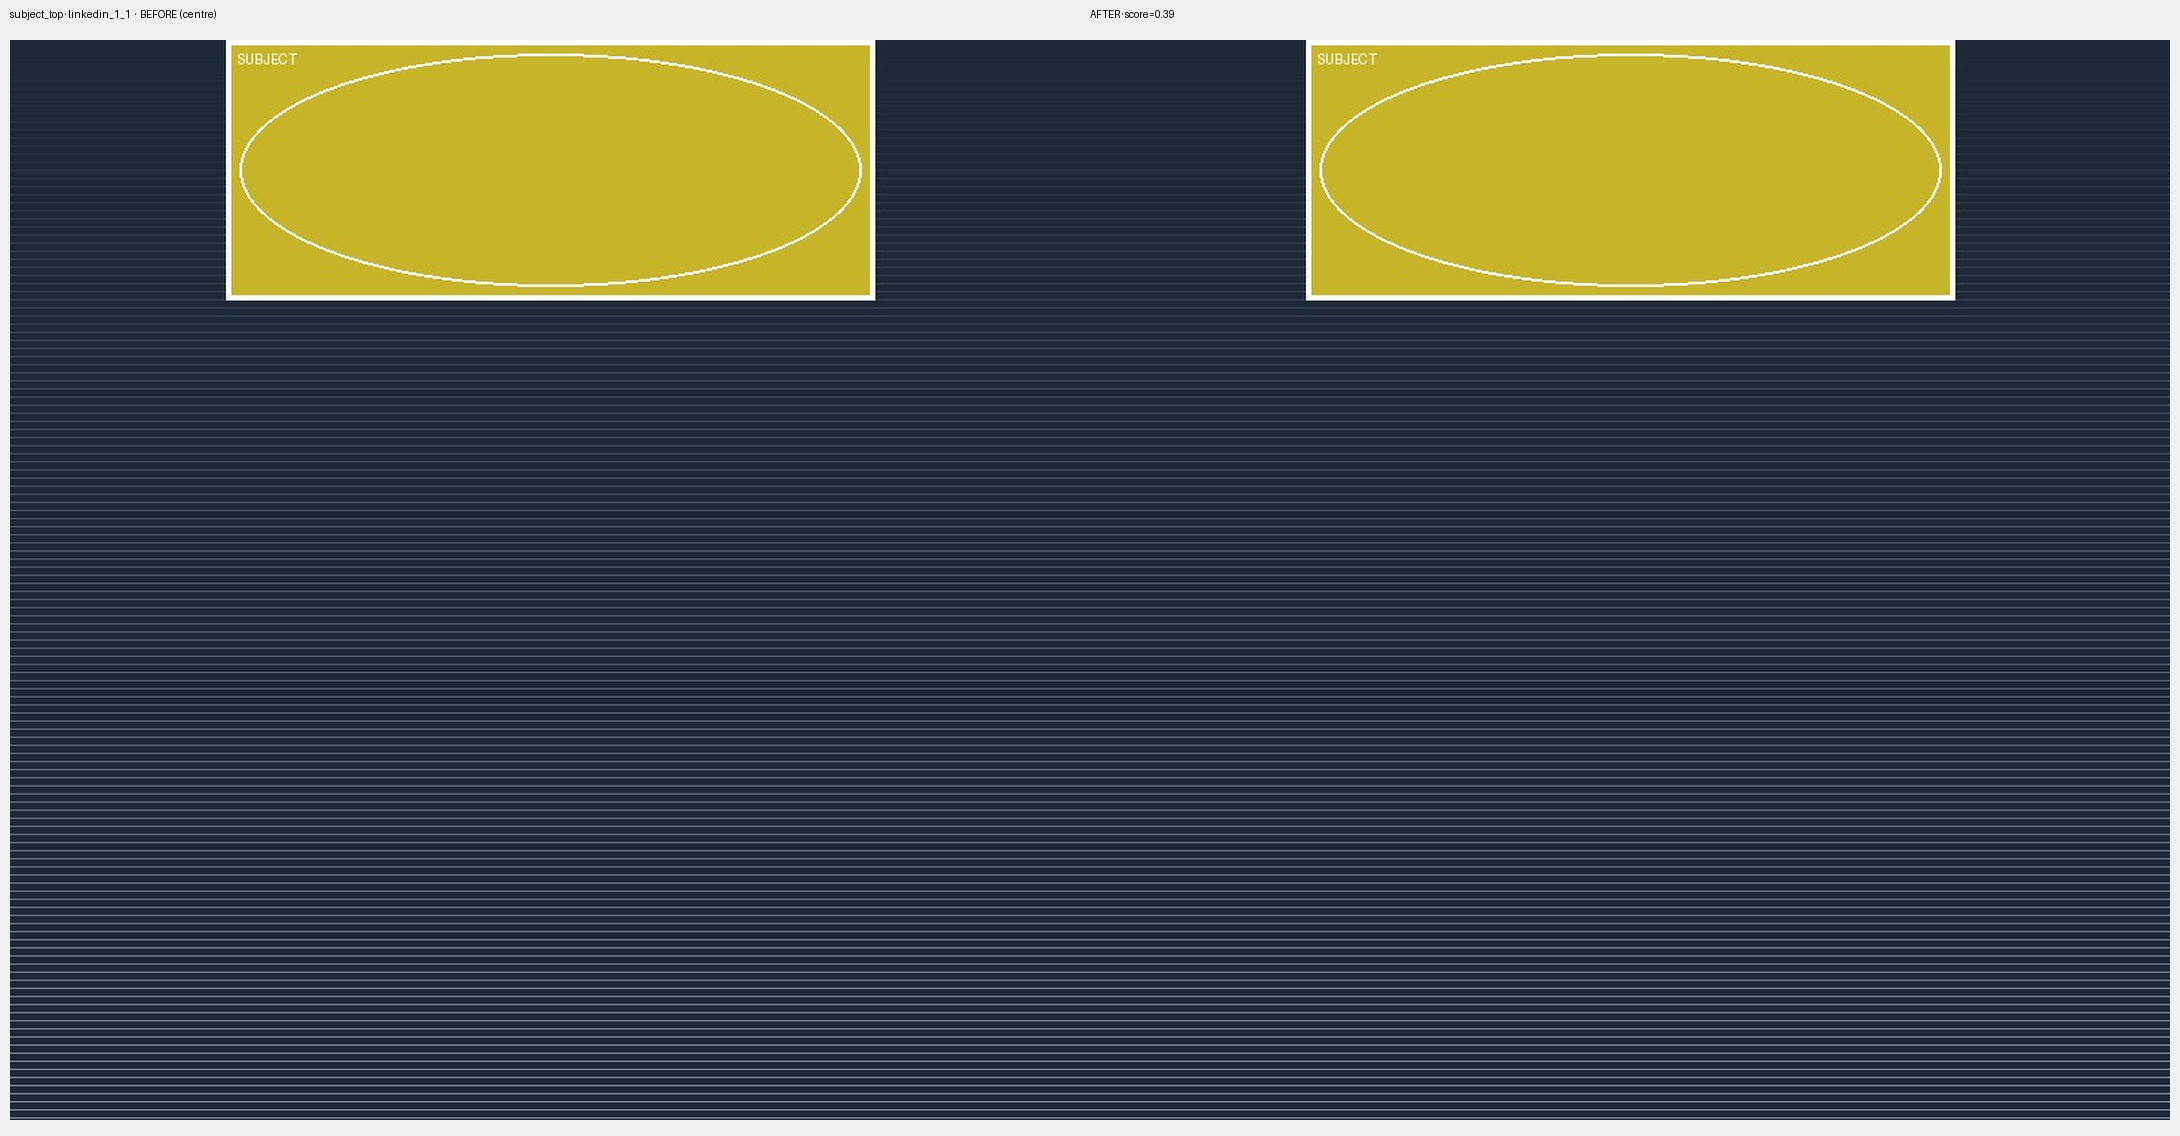 subject_top·linkedin_1_1 · BEFORE (centre)
AFTER·score=0.39
SUBJECT
SUBJECT